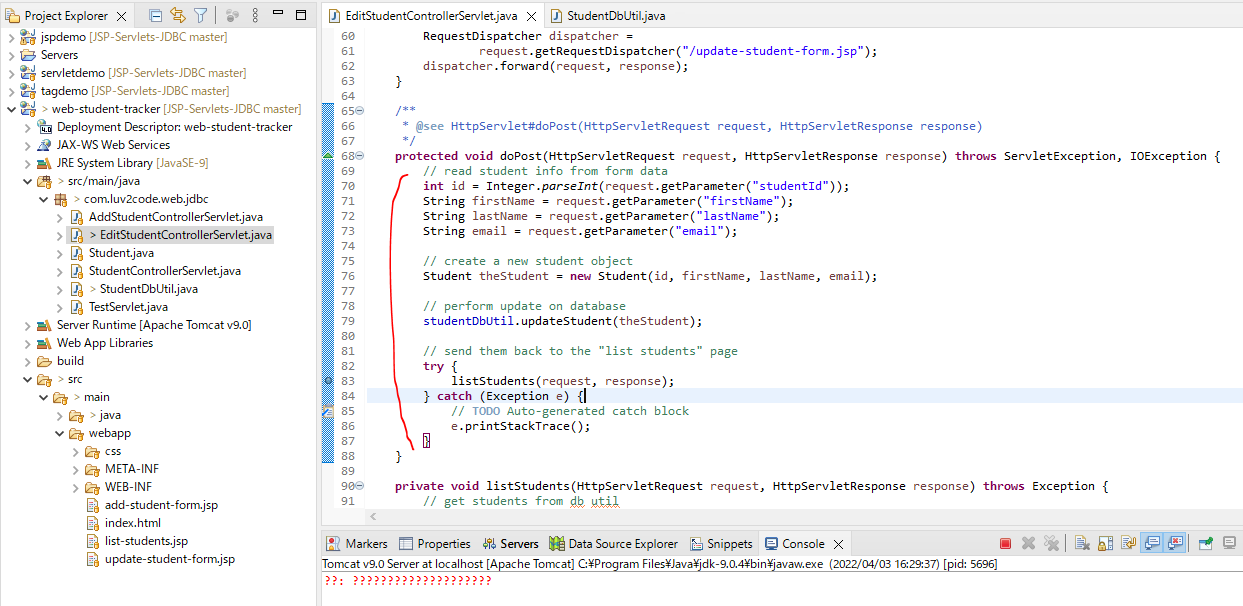 Project Explorer
jspdemo [JSP-Servlets-JDBC master]
Servers
servletdemo [JSP-Servlets-JDBC master]
tagdemo [JSP-Servlets-JDBC master]
> web-student-tracker [JSP-Servlets-JDBC master]
Deployment Descriptor: web-student-tracker
JAX-WS Web Services
JRE System Library [JavaSE-9]
> src/main/java
> com.luv2code.web.jdbc
AddStudentControllerServlet.java
> EditStudentControllerServlet.java
Student.java
StudentControllerServlet.java
> StudentDbUtil.java
TestServlet.java
Server Runtime [Apache Tomcat v9.0]
Web App Libraries
build
> src
> main
> java
webapp
css
META-INF
WEB-INF
add-student-form.jsp
index.html
list-students.jsp
update-student-form.jsp
EditStudentControllerServlet.java
StudentDbUtil.java
60 RequestDispatcher dispatcher =
61 request.getRequestDispatcher("/update-student-form.jsp");
62 dispatcher.forward(request, response);
63 }
64
65 /**
66 * @see HttpServlet#doPost(HttpServletRequest request, HttpServletResponse response)
67 */
68 protected void doPost(HttpServletRequest request, HttpServletResponse response) throws ServletException, IOException {
69 // read student info from form data
70 int id = Integer.parseInt(request.getParameter("studentId"));
71 String firstName = request.getParameter("firstName");
72 String lastName = request.getParameter("lastName");
73 String email = request.getParameter("email");
74
75 // create a new student object
76 Student theStudent = new Student(id, firstName, lastName, email);
77
78 // perform update on database
79 studentDbUtil.updateStudent(theStudent);
80
81 // send them back to the "list students" page
82 try {
83 listStudents(request, response);
84 } catch (Exception e) {
85 // TODO Auto-generated catch block
86 e.printStackTrace();
87 }
88 }
89
90 private void listStudents(HttpServletRequest request, HttpServletResponse response) throws Exception {
91 // get students from db util
Markers
Properties
Servers
Data Source Explorer
Snippets
Console
Tomcat v9.0 Server at localhost [Apache Tomcat] C:¥Program Files¥Java¥jdk-9.0.4¥bin¥javaw.exe (2022/04/03 16:29:37) [pid: 5696]
??: ????????????????????